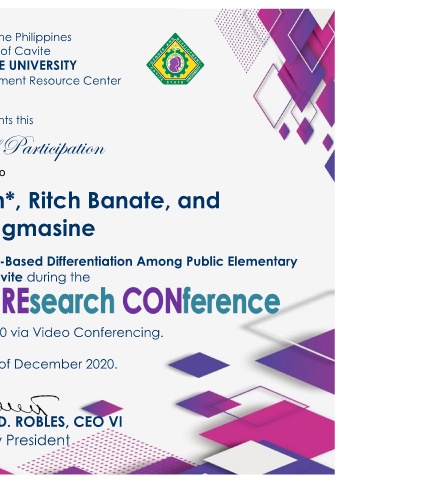 ne Philippines
of Cavite
E UNIVERSITY
ment Resource Center
nts this
Participation
o
n*, Ritch Banate, and
gmasine
-Based Differentiation Among Public Elementary
vite during the
REsearch CONference
0 via Video Conferencing.
of December 2020.
D. ROBLES, CEO VI
y President